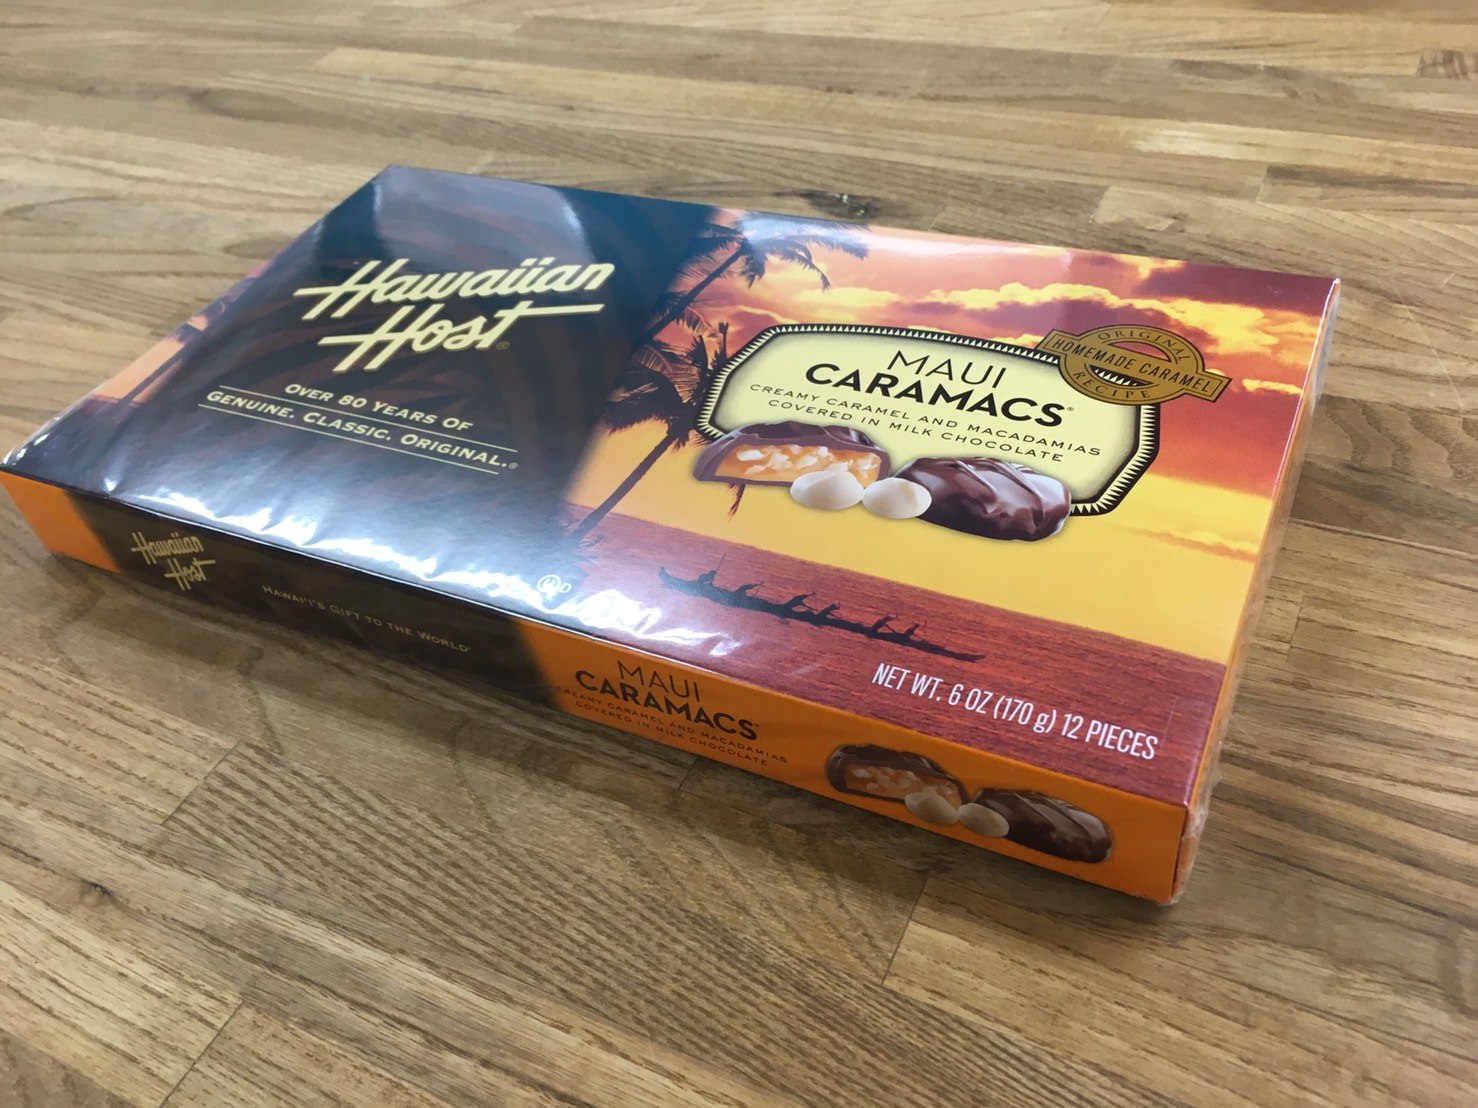 Hawaiian
Host®
OVER 80 YEARS OF
GENUINE. CLASSIC. ORIGINAL.®
MAUI
CARAMACS®
CREAMY CARAMEL AND MACADAMIAS
COVERED IN MILK CHOCOLATE
ORIGINAL
HOMEMADE CARAMEL
RECIPE
U D
NET WT. 6 OZ (170 g) 12 PIECES
Hawaiian
Host
HAWAI'I'S GIFT TO THE WORLD®
MAUI
CARAMACS®
CREAMY CARAMEL AND MACADAMIAS
COVERED IN MILK CHOCOLATE